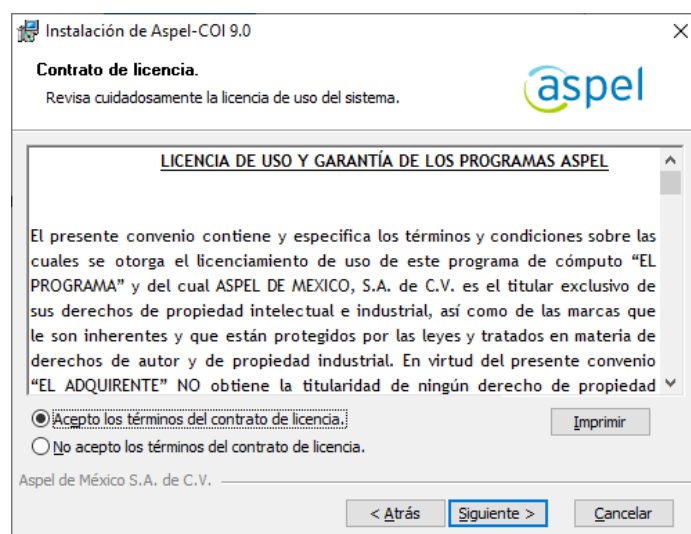 Instalación de Aspel-COI 9.0
Contrato de licencia.
Revisa cuidadosamente la licencia de uso del sistema.
aspel
LICENCIA DE USO Y GARANTÍA DE LOS PROGRAMAS ASPEL
El presente convenio contiene y especifica los términos y condiciones sobre las
cuales se otorga el licenciamiento de uso de este programa de cómputo “EL
PROGRAMA” y del cual ASPEL DE MEXICO, S.A. de C.V. es el titular exclusivo de
sus derechos de propiedad intelectual e industrial, así como de las marcas que
le son inherentes y que están protegidos por las leyes y tratados en materia de
derechos de autor y de propiedad industrial. En virtud del presente convenio
“EL ADQUIRENTE” NO obtiene la titularidad de ningún derecho de propiedad
Acepto los términos del contrato de licencia.
Imprimir
No acepto los términos del contrato de licencia.
Aspel de México S.A. de C.V.
< Atrás
Siguiente >
Cancelar